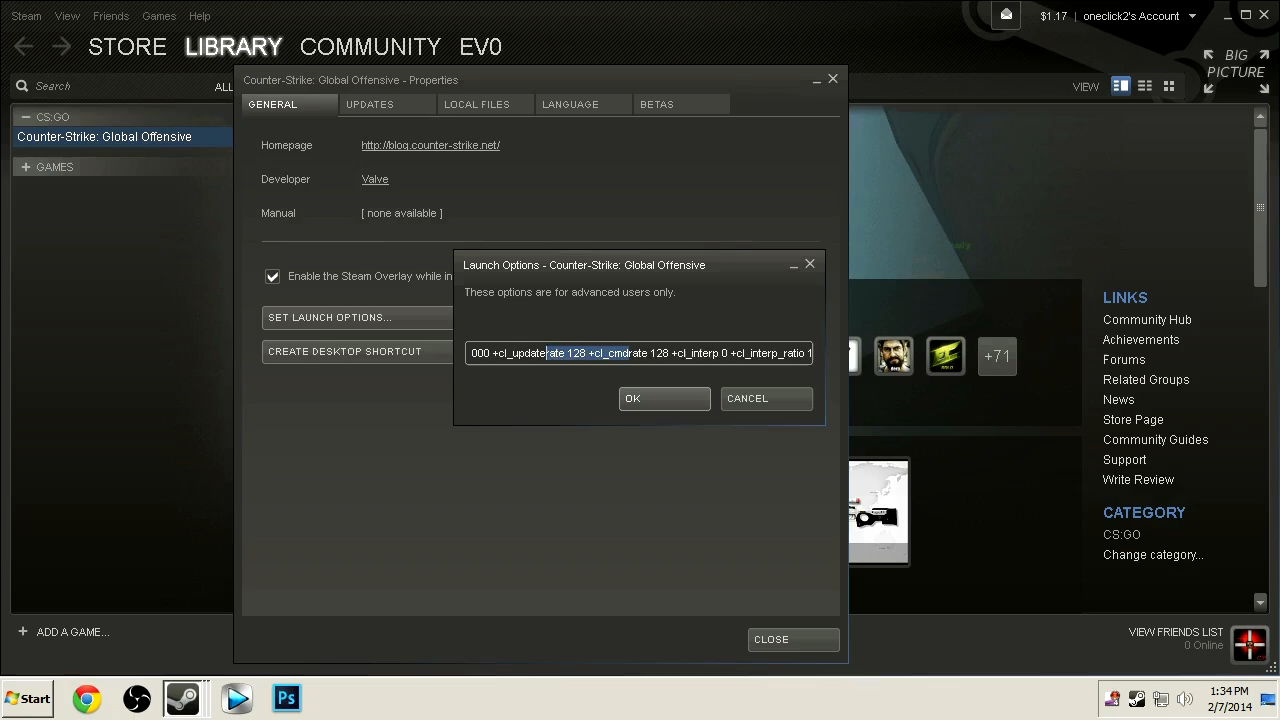 Steam View Friends Games Help
$1.17 | oneclick2's Account
STORE LIBRARY COMMUNITY EV0
BIG PICTURE
Search
ALL
VIEW
Counter-Strike: Global Offensive - Properties
GENERAL UPDATES LOCAL FILES LANGUAGE BETAS
CS:GO
Counter-Strike: Global Offensive
GAMES
Homepage http://blog.counter-strike.net/
Developer Valve
Manual [ none available ]
Enable the Steam Overlay while in
SET LAUNCH OPTIONS...
CREATE DESKTOP SHORTCUT
Launch Options - Counter-Strike: Global Offensive
These options are for advanced users only.
000 +cl_updaterate 128 +cl_cmdrate 128 +cl_interp 0 +cl_interp_ratio 1
OK CANCEL
+71
LINKS
Community Hub
Achievements
Forums
Related Groups
News
Store Page
Community Guides
Support
Write Review
CATEGORY
CS:GO
Change category...
CLOSE
ADD A GAME...
VIEW FRIENDS LIST
0 Online
Start
Ps
1:34 PM
2/7/2014